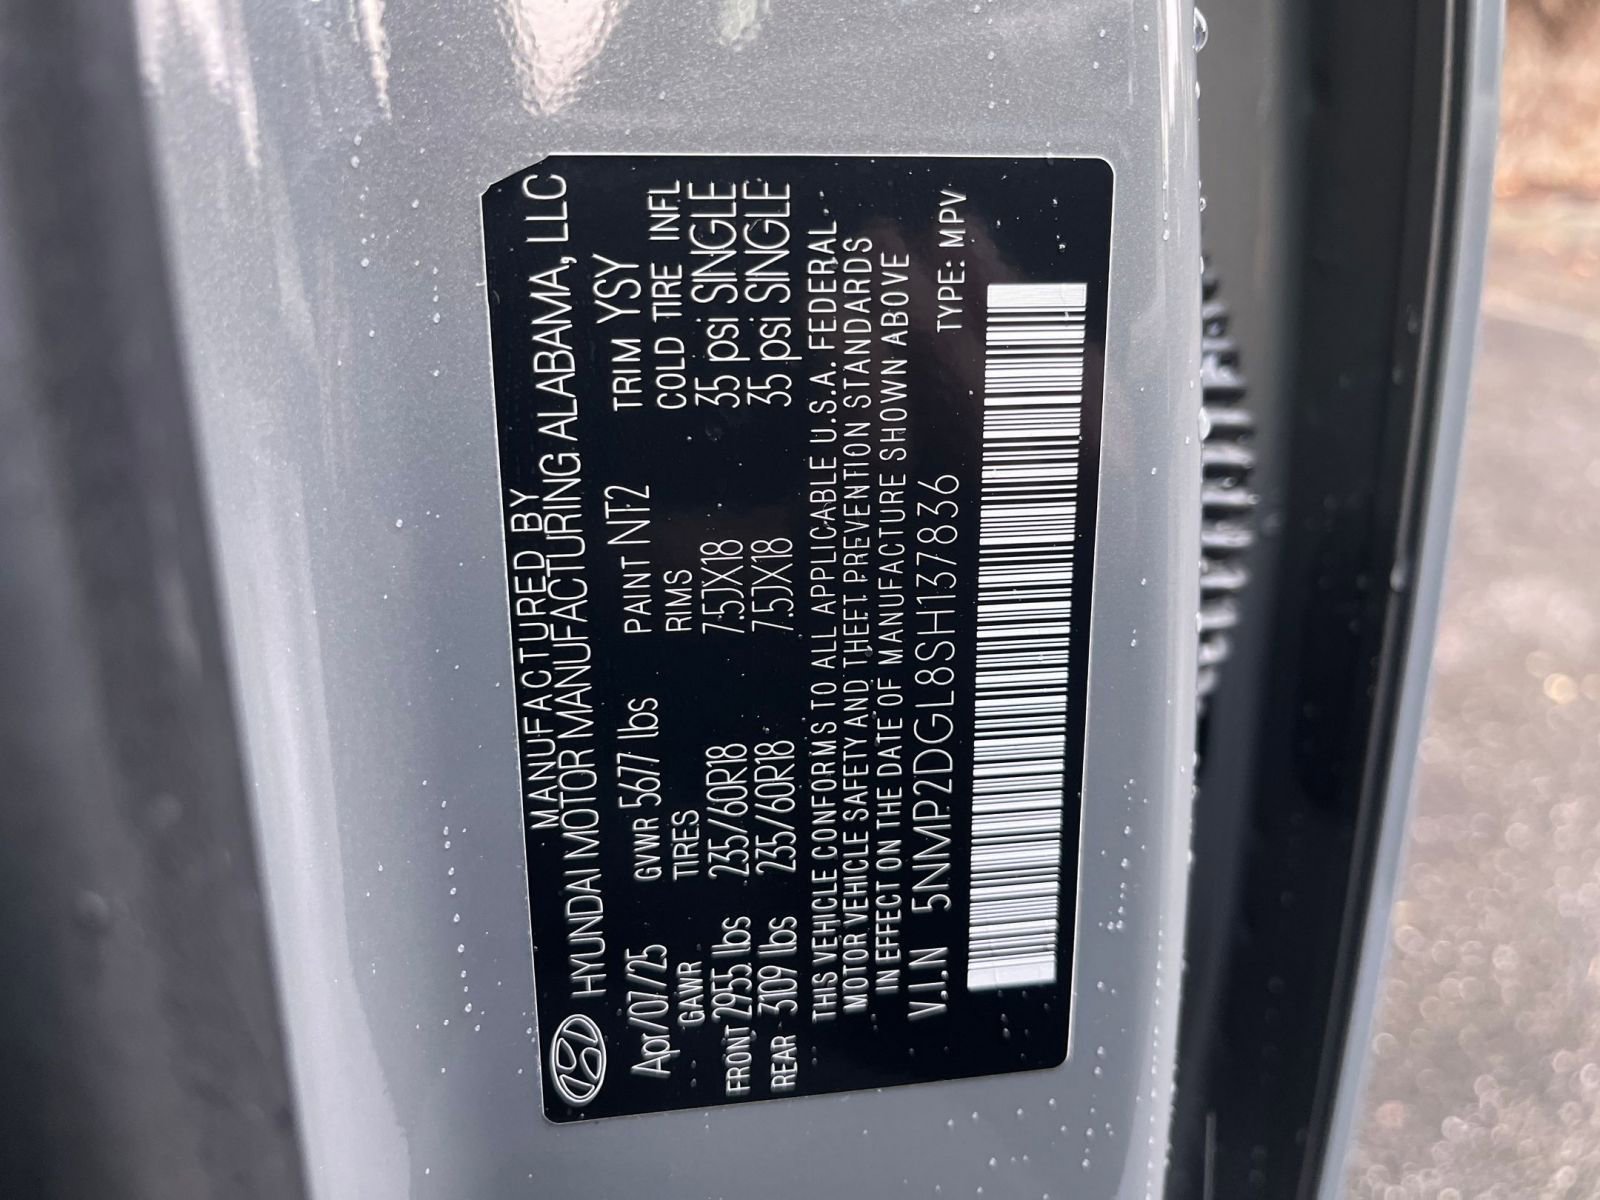 MANUFACTURED BY
HYUNDAI MOTOR MANUFACTURING ALABAMA, LLC
Apr/07/25 GVWR 5677 lbs PAINT NT2 TRIM YSY
GAWR TIRES RIMS COLD TIRE INFL
FRONT 2955 lbs 235/60R18 7.5JX18 35 psi SINGLE
REAR 3109 lbs 235/60R18 7.5JX18 35 psi SINGLE
THIS VEHICLE CONFORMS TO ALL APPLICABLE U.S.A. FEDERAL
MOTOR VEHICLE SAFETY AND THEFT PREVENTION STANDARDS
IN EFFECT ON THE DATE OF MANUFACTURE SHOWN ABOVE
V.I.N 5NMP2DGL8SH137836 TYPE: MPV